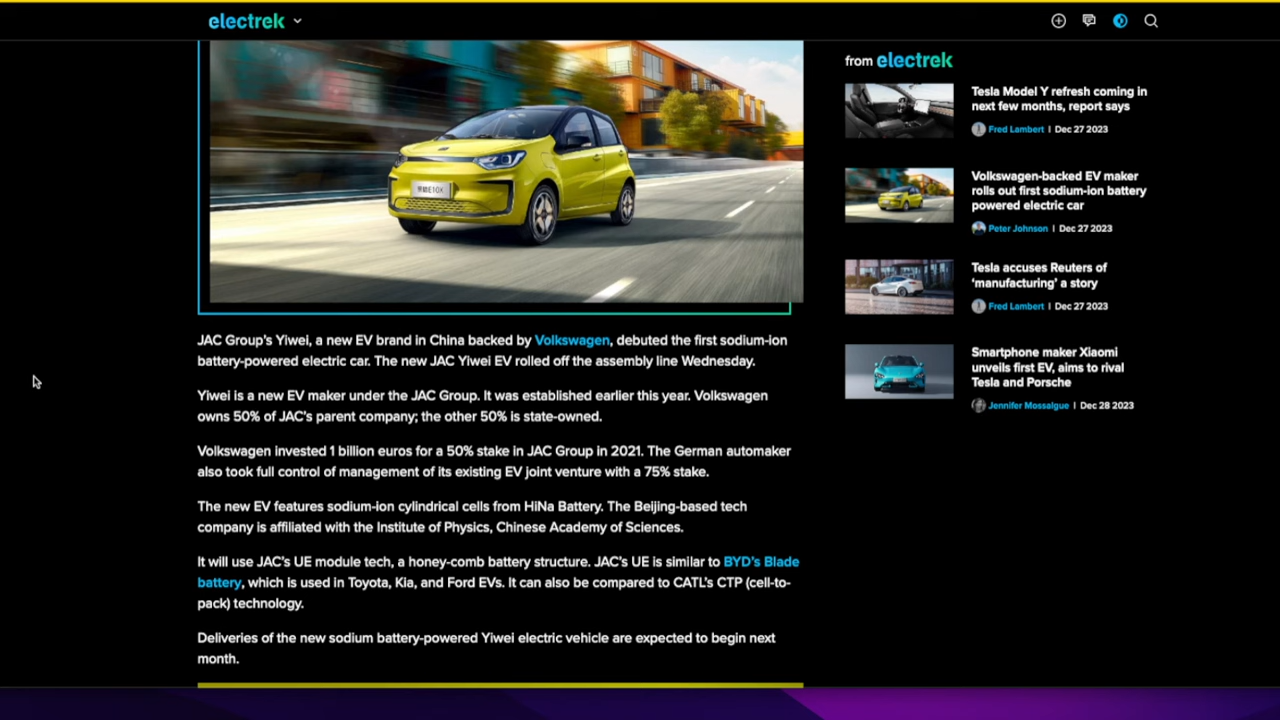 electrek
from electrek
Tesla Model Y refresh coming in
next few months, report says
Fred Lambert | Dec 27 2023
Volkswagen-backed EV maker
rolls out first sodium-ion battery
powered electric car
Peter Johnson | Dec 27 2023
Tesla accuses Reuters of
‘manufacturing’ a story
Fred Lambert | Dec 27 2023
Smartphone maker Xiaomi
unveils first EV, aims to rival
Tesla and Porsche
Jennifer Mossalgue | Dec 28 2023
E10X
JAC Group’s Yiwei, a new EV brand in China backed by Volkswagen, debuted the first sodium-ion
battery-powered electric car. The new JAC Yiwei EV rolled off the assembly line Wednesday.
Yiwei is a new EV maker under the JAC Group. It was established earlier this year. Volkswagen
owns 50% of JAC’s parent company; the other 50% is state-owned.
Volkswagen invested 1 billion euros for a 50% stake in JAC Group in 2021. The German automaker
also took full control of management of its existing EV joint venture with a 75% stake.
The new EV features sodium-ion cylindrical cells from HiNa Battery. The Beijing-based tech
company is affiliated with the Institute of Physics, Chinese Academy of Sciences.
It will use JAC’s UE module tech, a honey-comb battery structure. JAC’s UE is similar to BYD’s Blade
battery, which is used in Toyota, Kia, and Ford EVs. It can also be compared to CATL’s CTP (cell-to-
pack) technology.
Deliveries of the new sodium battery-powered Yiwei electric vehicle are expected to begin next
month.